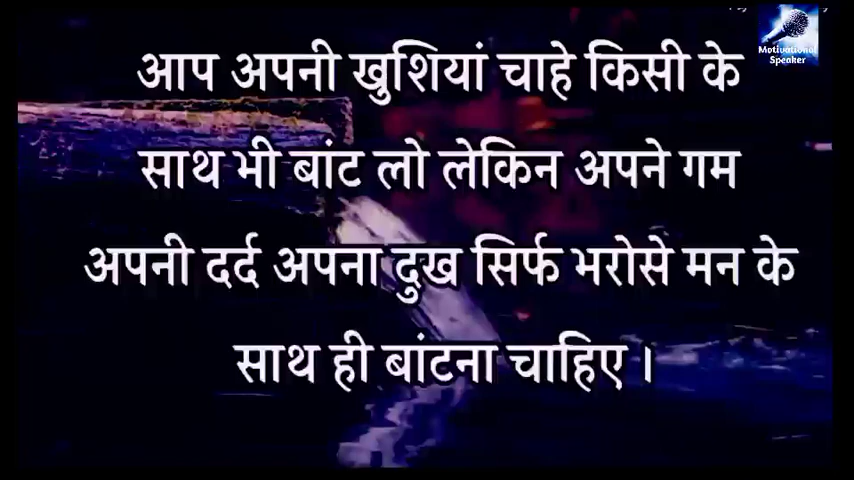 Motivational
Speaker
आप अपनी खुशियां चाहे किसी के
साथ भी बांट लो लेकिन अपने गम
अपनी दर्द अपना दुख सिर्फ भरोसे मन के
साथ ही बांटना चाहिए ।